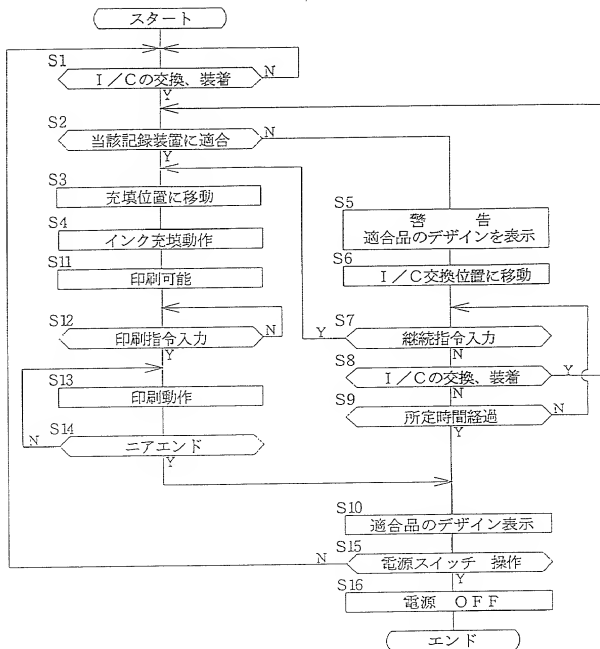 スタート
S1
I／Cの交換、装着
N
Y
S2
当該記録装置に適合
N
Y
S3
充填位置に移動
S4
インク充填動作
S11
印刷可能
S12
印刷指令入力
N
Y
S13
印刷動作
S14
ニアエンド
N
Y
S5
警　　告
適合品のデザインを表示
S6
I／C交換位置に移動
S7
継続指令入力
Y
N
S8
I／Cの交換、装着
Y
N
S9
所定時間経過
N
Y
S10
適合品のデザイン表示
S15
電源スイッチ　操作
N
Y
S16
電源　OFF
エンド